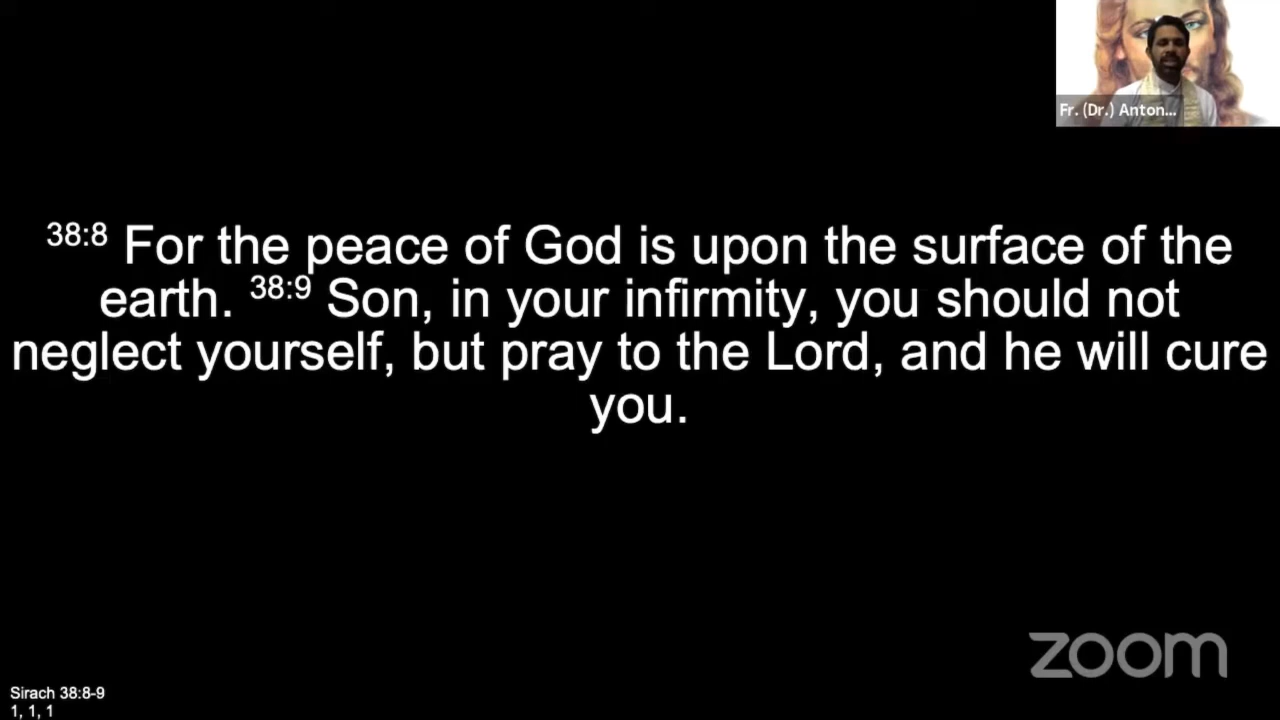 Fr. (Dr.) Anton...
38:8 For the peace of God is upon the surface of the
earth. 38:9 Son, in your infirmity, you should not
neglect yourself, but pray to the Lord, and he will cure
you.
zoom
Sirach 38:8-9
1, 1, 1